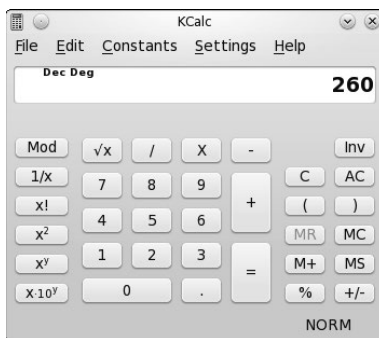 KCalc
File Edit Constants Settings Help
Dec Deg
260
Mod √x / X - Inv
1/x 7 8 9 + C AC
x! 4 5 6 ( )
x² MR MC
xʸ 1 2 3 = M+ MS
x·10ʸ 0 . % +/-
NORM